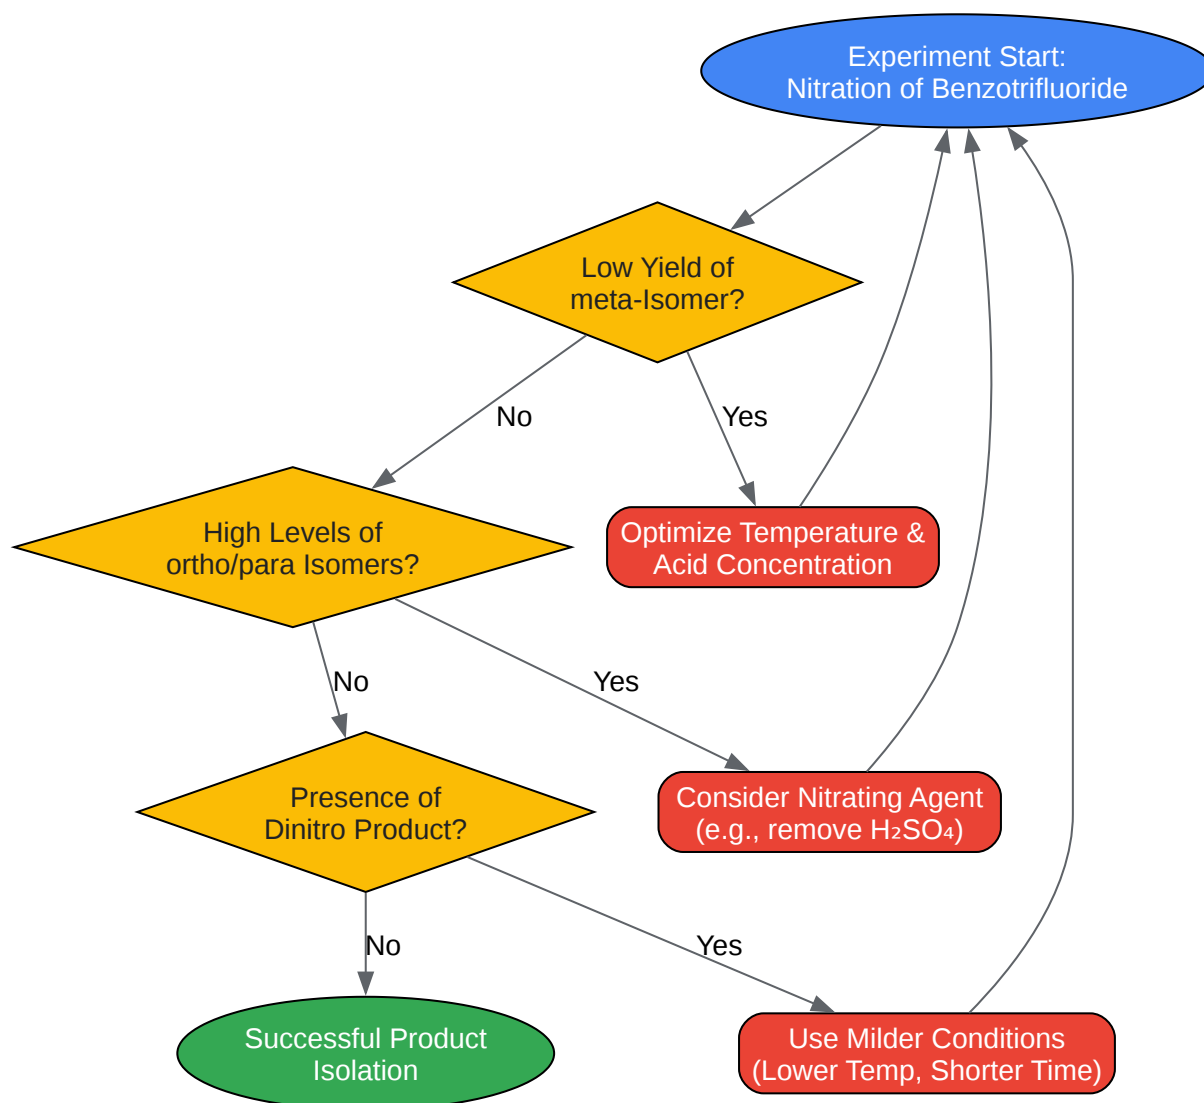 Experiment Start:
Nitration of Benzotrifluoride
Low Yield of
meta-Isomer?
No
Yes
High Levels of
ortho/para Isomers?
Optimize Temperature &
Acid Concentration
No
Yes
Presence of
Dinitro Product?
Consider Nitrating Agent
(e.g., remove H₂SO₄)
No
Yes
Successful Product
Isolation
Use Milder Conditions
(Lower Temp, Shorter Time)